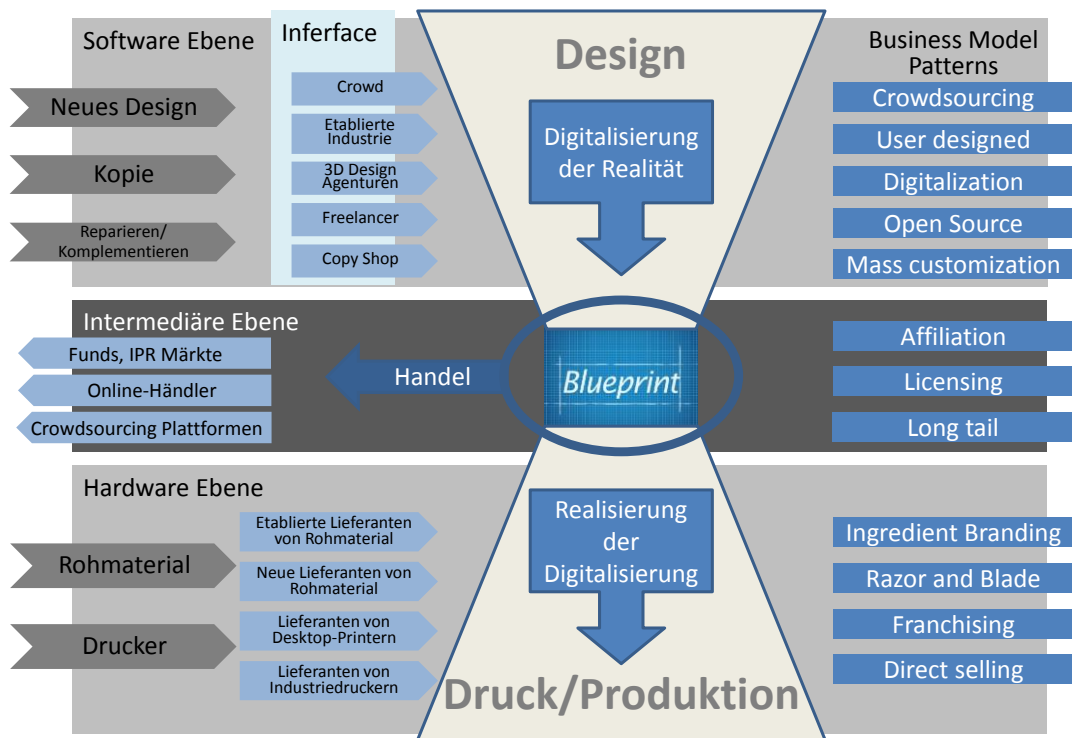 Software Ebene
Inferface
Design
Business Model
Patterns
Neues Design
Kopie
Reparieren/
Komplementieren
Crowd
Etablierte
Industrie
3D Design
Agenturen
Freelancer
Copy Shop
Digitalisierung
der Realität
Crowdsourcing
User designed
Digitalization
Open Source
Mass customization
Intermediäre Ebene
Funds, IPR Märkte
Online-Händler
Crowdsourcing Plattformen
Handel
Blueprint
Affiliation
Licensing
Long tail
Hardware Ebene
Rohmaterial
Drucker
Etablierte Lieferanten
von Rohmaterial
Neue Lieferanten von
Rohmaterial
Lieferanten von
Desktop-Printern
Lieferanten von
Industriedruckern
Realisierung
der
Digitalisierung
Druck/Produktion
Ingredient Branding
Razor and Blade
Franchising
Direct selling